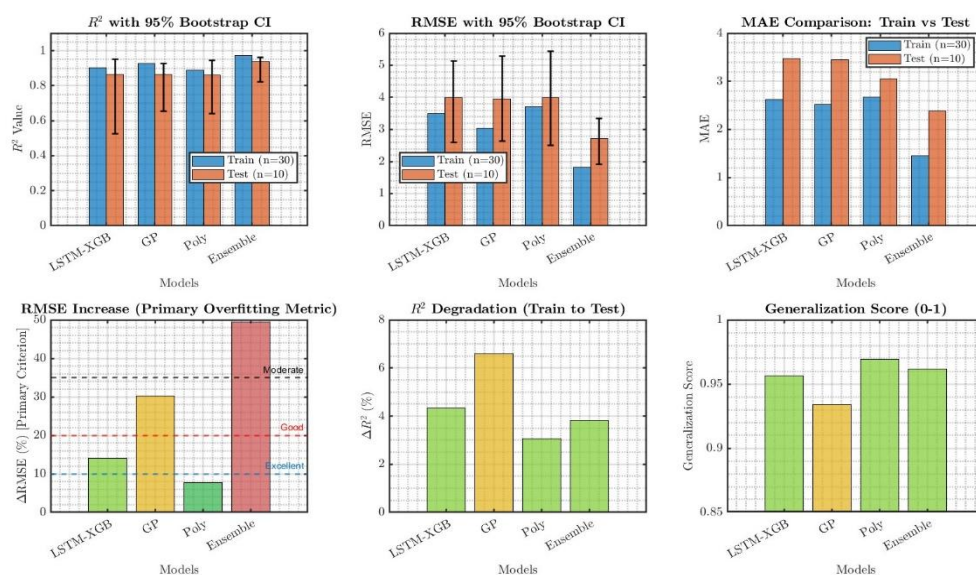 R² with 95% Bootstrap CI
1
0.8
0.6
0.4
0.2
0
R² Value
Train (n=30)
Test (n=10)
LSTM-XGB
GP
Poly
Ensemble
Models
RMSE with 95% Bootstrap CI
6
5
4
3
2
1
0
RMSE
Train (n=30)
Test (n=10)
LSTM-XGB
GP
Poly
Ensemble
Models
MAE Comparison: Train vs Test
4
3
2
1
0
MAE
Train (n=30)
Test (n=10)
LSTM-XGB
GP
Poly
Ensemble
Models
RMSE Increase (Primary Overfitting Metric)
50
40
30
20
10
0
ΔRMSE (%) [Primary Criterion]
Moderate
Good
Excellent
LSTM-XGB
GP
Poly
Ensemble
Models
R² Degradation (Train to Test)
8
6
4
2
0
ΔR² (%)
LSTM-XGB
GP
Poly
Ensemble
Models
Generalization Score (0-1)
1
0.95
0.9
0.85
Generalization Score
LSTM-XGB
GP
Poly
Ensemble
Models